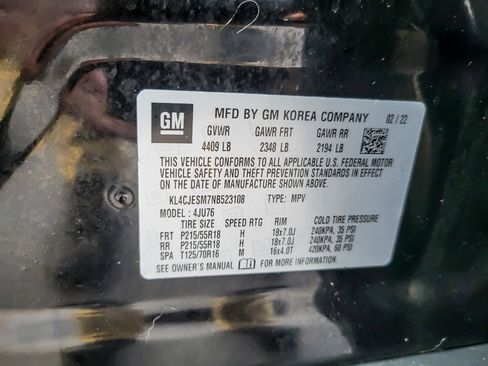 GM
MFD BY GM KOREA COMPANY 02 / 22
GVWR GAWR FRT GAWR RR
4409 LB 2348 LB 2194 LB
THIS VEHICLE CONFORMS TO ALL APPLICABLE U.S. FEDERAL MOTOR
VEHICLE SAFETY AND THEFT PREVENTION STANDARDS IN EFFECT ON
THE DATE OF MANUFACTURE SHOWN ABOVE.
KL4CJESM7NB523108 TYPE: MPV
MODEL : 4JU76
TIRE SIZE SPEED RTG RIM COLD TIRE PRESSURE
FRT P215/55R18 H 18x7.0J 240KPA, 35 PSI
RR P215/55R18 H 18x7.0J 240KPA, 35 PSI
SPA T125/70R16 M 16x4.0T 420KPA, 60 PSI
SEE OWNER'S MANUAL FOR MORE INFORMATION.